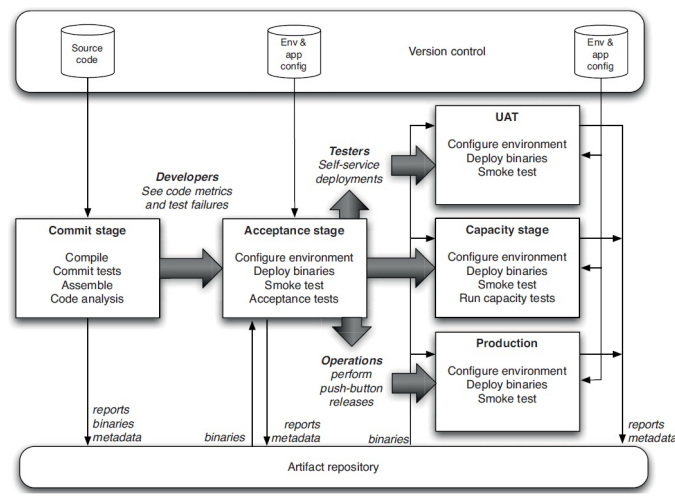 Source
code
Env &
app
config
Version control
Env &
app
config
Developers
See code metrics
and test failures
Testers
Self-service
deployments
UAT
Configure environment
Deploy binaries
Smoke test
Commit stage
Compile
Commit tests
Assemble
Code analysis
Acceptance stage
Configure environment
Deploy binaries
Smoke test
Acceptance tests
Capacity stage
Configure environment
Deploy binaries
Smoke test
Run capacity tests
Operations
perform
push-button
releases
Production
Configure environment
Deploy binaries
Smoke test
reports
binaries
metadata
binaries
reports
metadata
binaries
reports
metadata
Artifact repository